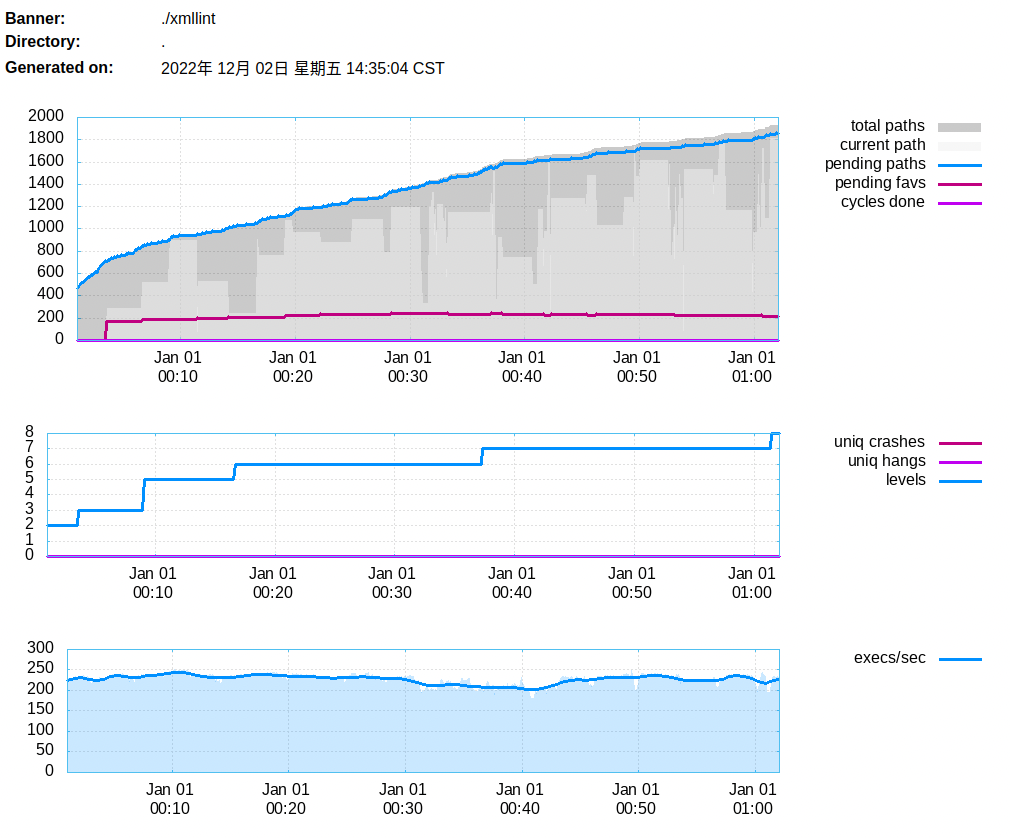 Banner: ./xmllint
Directory: .
Generated on: 2022年 12月 02日 星期五 14:35:04 CST
2000
1800
1600
1400
1200
1000
800
600
400
200
0
Jan 01 Jan 01 Jan 01 Jan 01 Jan 01 Jan 01
00:10 00:20 00:30 00:40 00:50 01:00
total paths
current path
pending paths
pending favs
cycles done
8
7
6
5
4
3
2
1
0
Jan 01 Jan 01 Jan 01 Jan 01 Jan 01 Jan 01
00:10 00:20 00:30 00:40 00:50 01:00
uniq crashes
uniq hangs
levels
300
250
200
150
100
50
0
Jan 01 Jan 01 Jan 01 Jan 01 Jan 01 Jan 01
00:10 00:20 00:30 00:40 00:50 01:00
execs/sec